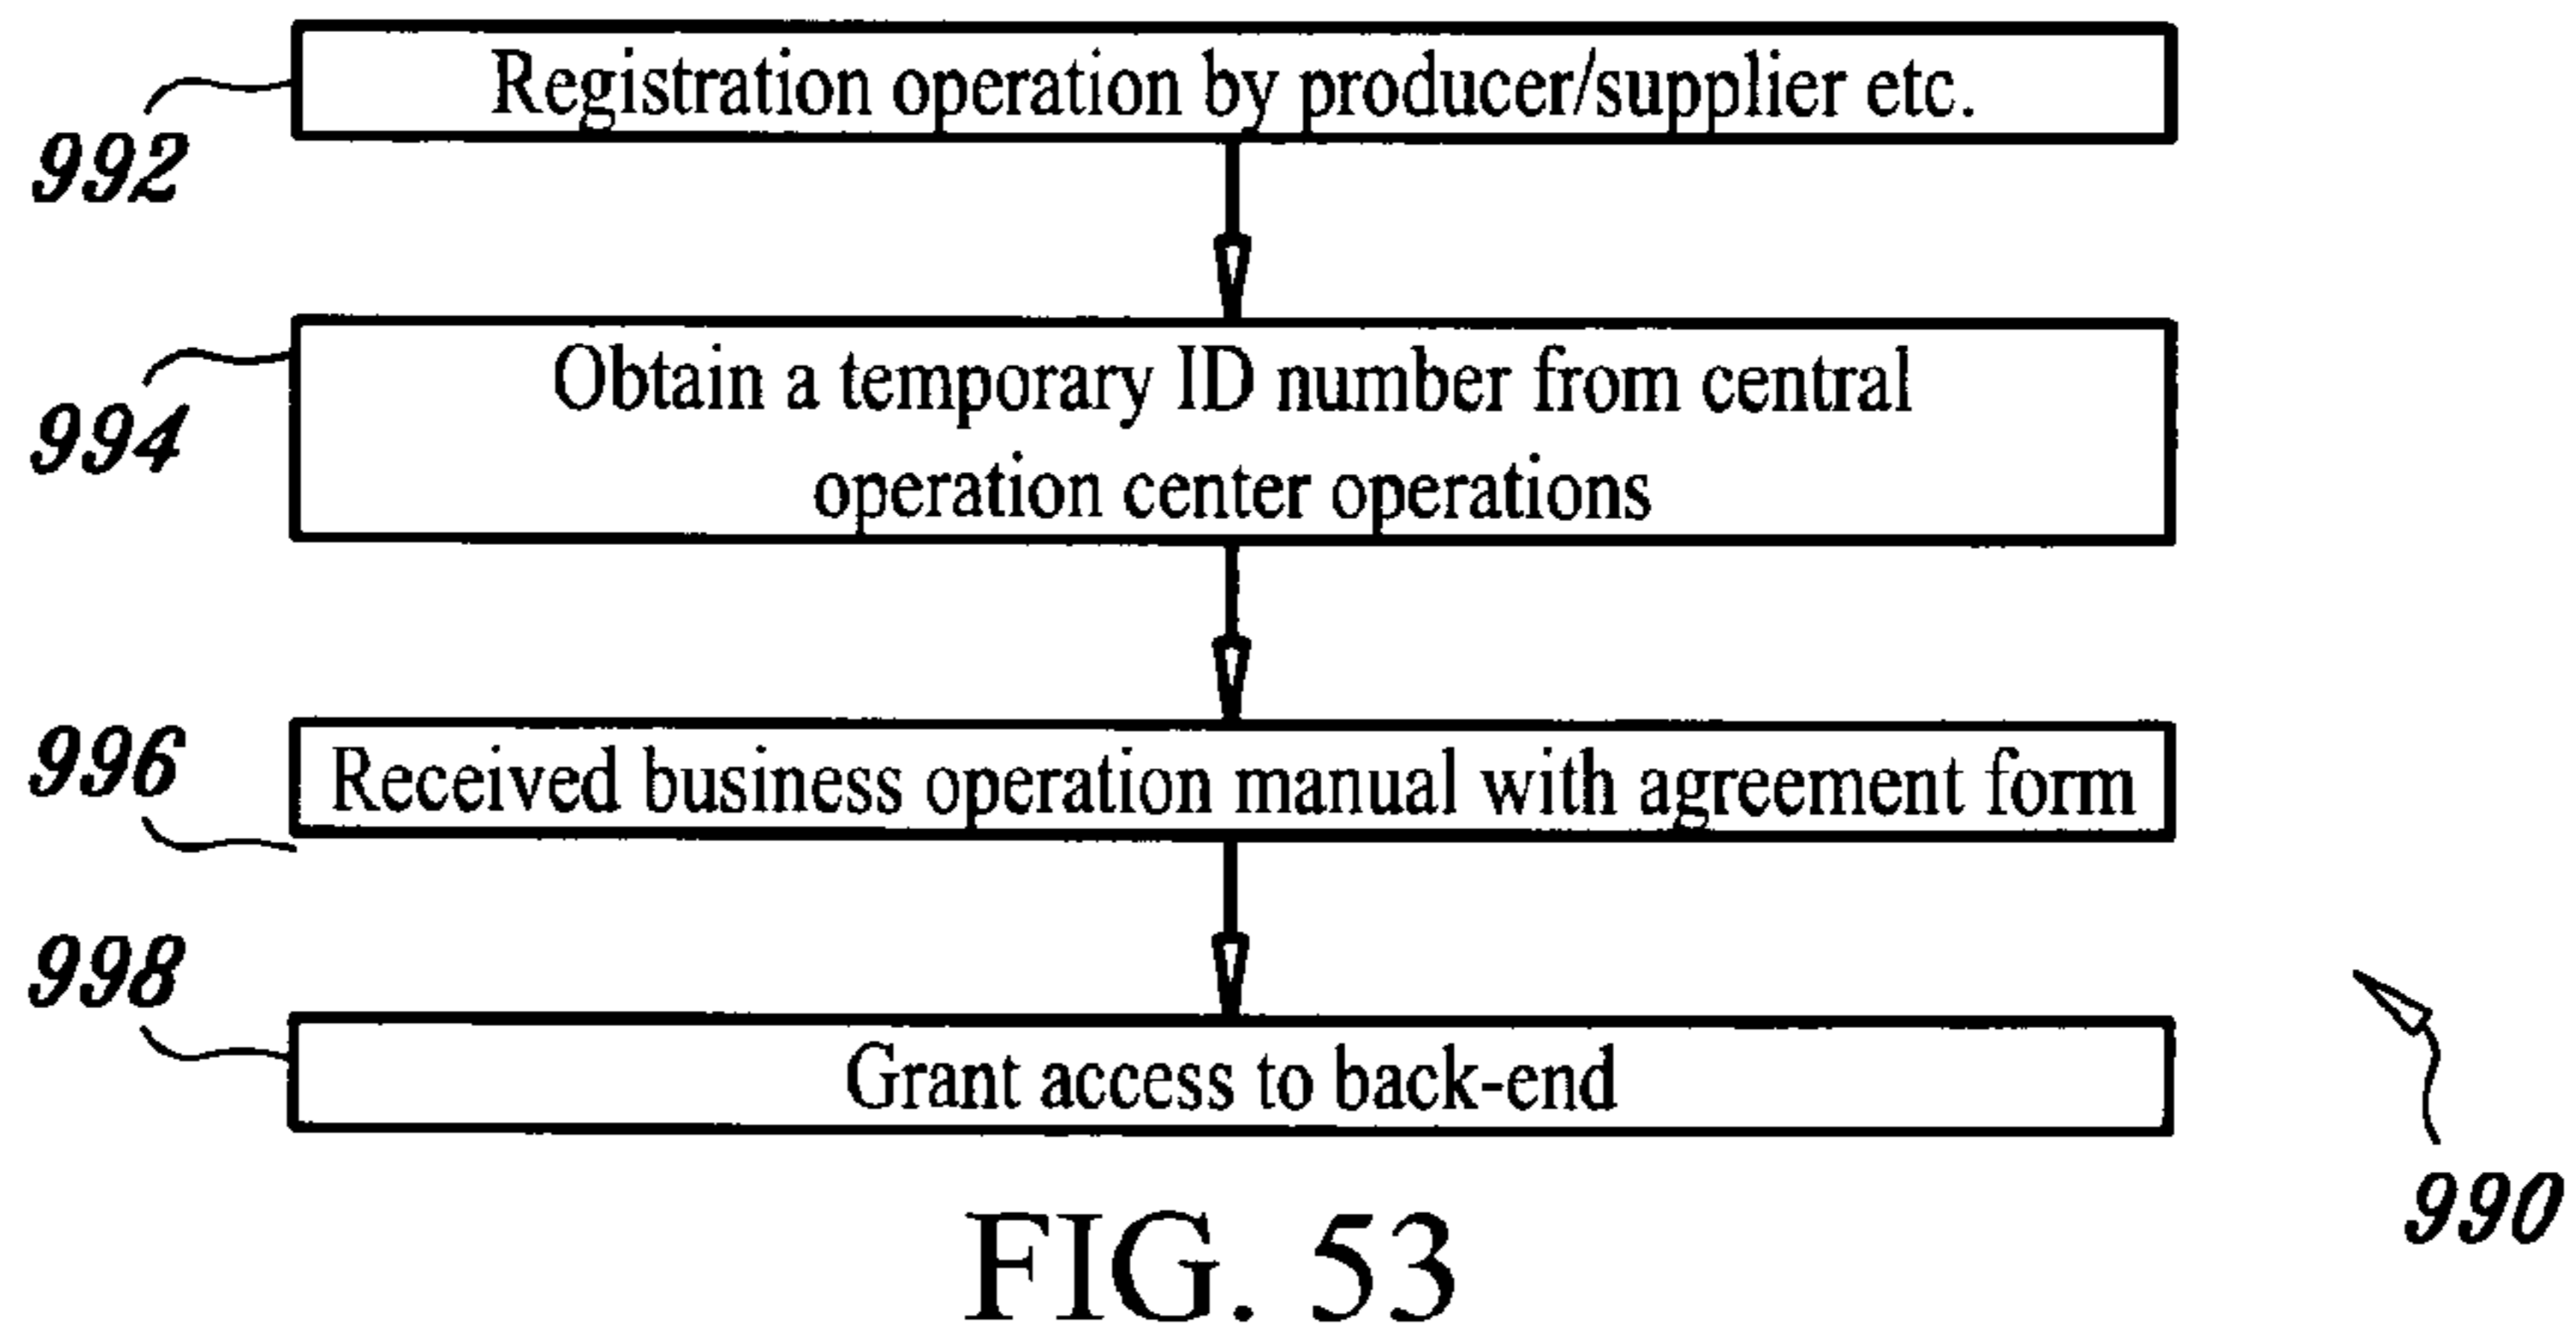 Registration operation by producer/supplier etc.
992
Obtain a temporary ID number from central
operation center operations
994
996
Received business operation manual with agreement form
998
Grant access to back-end
990
FIG. 53